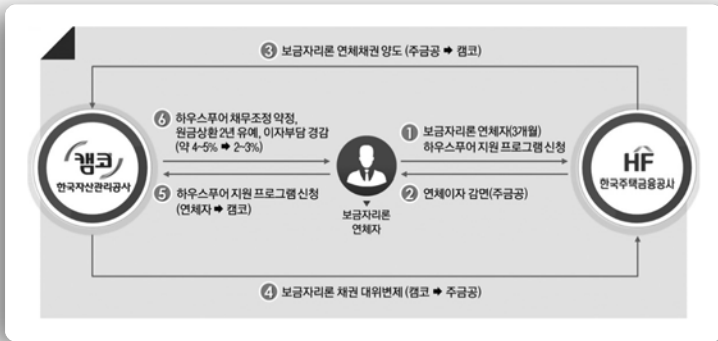 ❸ 보금자리론 연체채권 양도 (주금공 ➡ 캠코)
❻ 하우스푸어 채무조정 약정,
원금상환 2년 유예, 이자부담 경감
(약 4~5% ➡ 2~3%)
❶ 보금자리론 연체자(3개월)
하우스푸어 지원 프로그램 신청
캠코
한국자산관리공사
HF
한국주택금융공사
❺ 하우스푸어 지원 프로그램 신청
(연체자 ➡ 캠코)
❷ 연체이자 감면(주금공)
보금자리론
연체자
❹ 보금자리론 채권 대위변제 (캠코 ➡ 주금공)